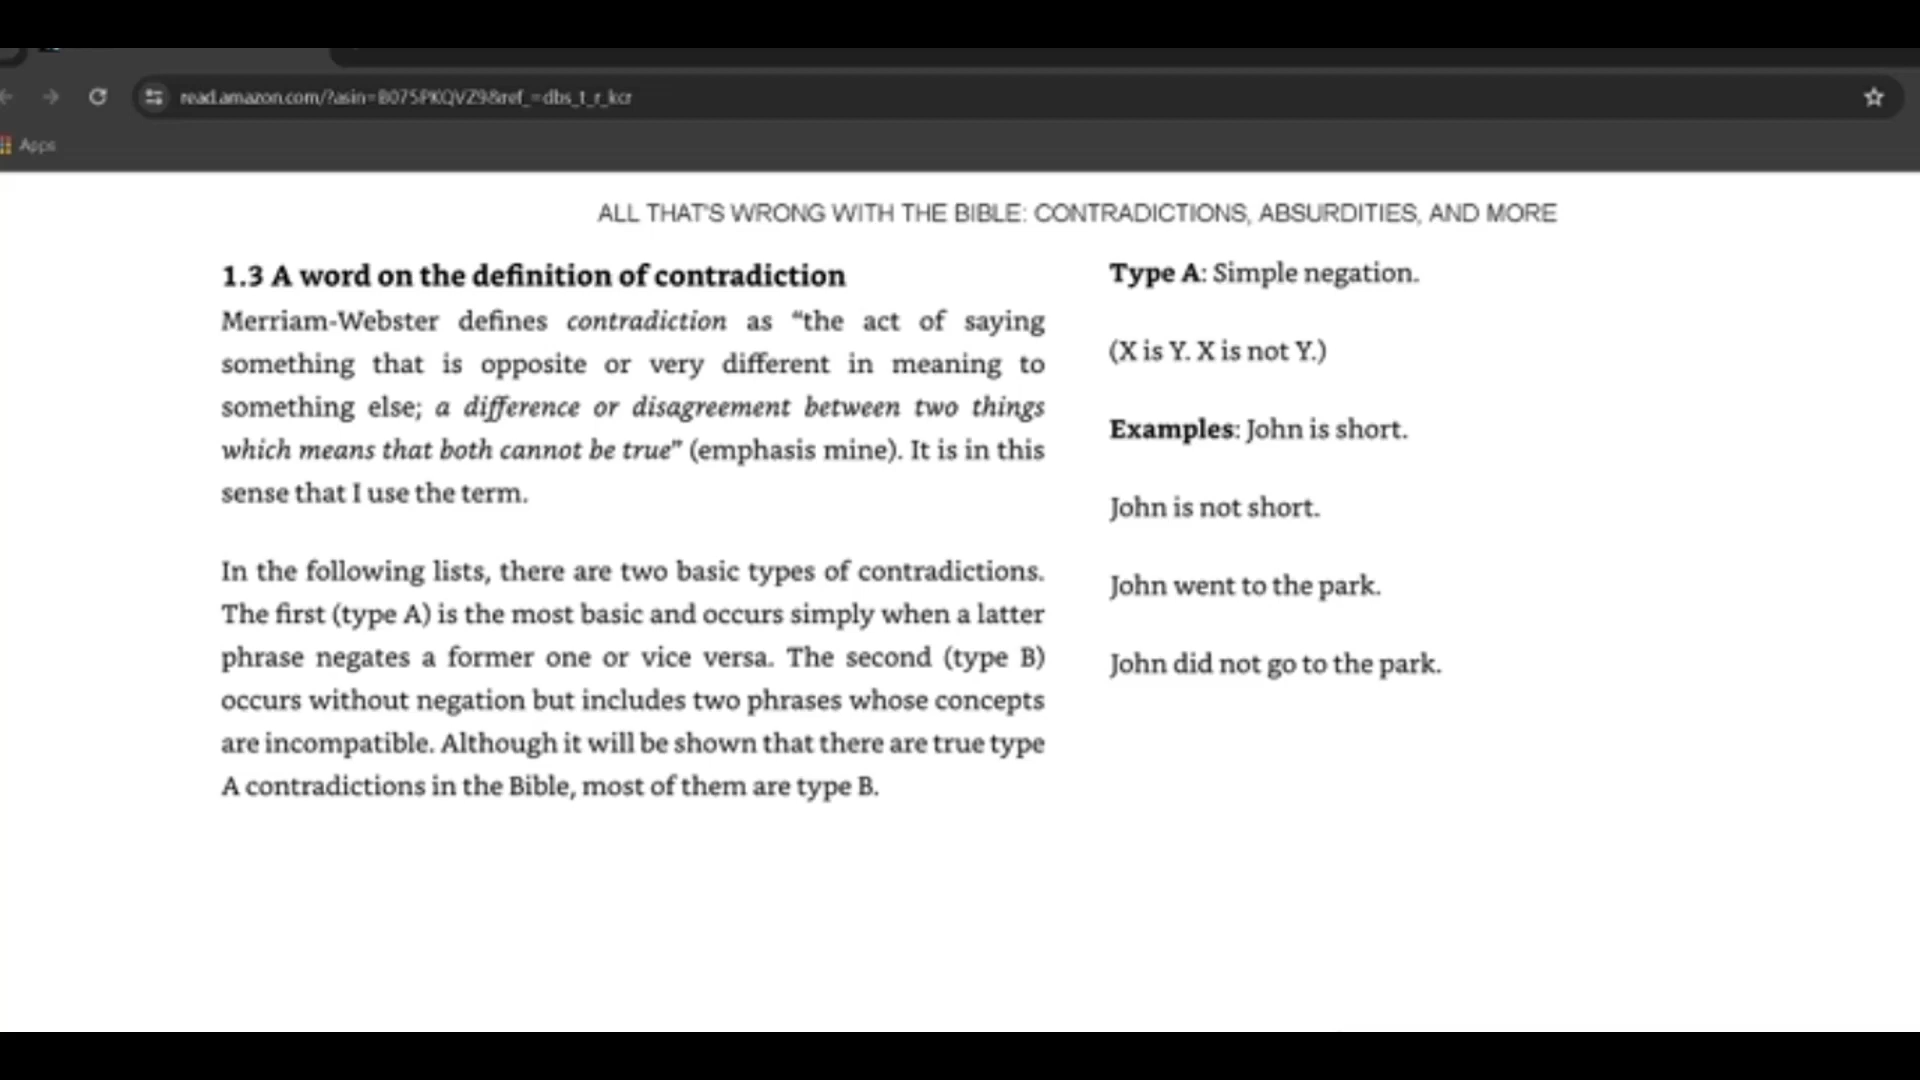 read.amazon.com/?asin=B075PKQVZ9&ref_=dbs_t_r_kcr
Apps
ALL THAT'S WRONG WITH THE BIBLE: CONTRADICTIONS, ABSURDITIES, AND MORE
1.3 A word on the definition of contradiction
Merriam-Webster defines contradiction as “the act of saying
something that is opposite or very different in meaning to
something else; a difference or disagreement between two things
which means that both cannot be true” (emphasis mine). It is in this
sense that I use the term.
In the following lists, there are two basic types of contradictions.
The first (type A) is the most basic and occurs simply when a latter
phrase negates a former one or vice versa. The second (type B)
occurs without negation but includes two phrases whose concepts
are incompatible. Although it will be shown that there are true type
A contradictions in the Bible, most of them are type B.
Type A: Simple negation.
(X is Y. X is not Y.)
Examples: John is short.
John is not short.
John went to the park.
John did not go to the park.